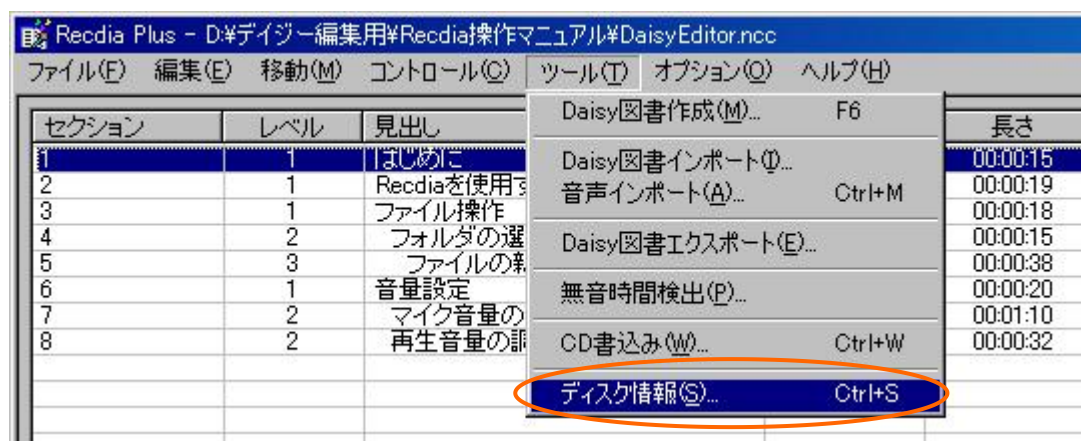 Recdia Plus - D:¥デイジー編集用¥Recdia操作マニュアル¥DaisyEditor.ncc
ファイル(F) 編集(E) 移動(M) コントロール(C) ツール(T) オプション(O) ヘルプ(H)
セクション レベル 見出し 長さ
1 1 はじめに 00:00:15
2 1 Recdiaを使用す 00:00:19
3 1 ファイル操作 00:00:18
4 2 フォルダの選 00:00:15
5 3 ファイルの新 00:00:38
6 1 音量設定 00:00:20
7 2 マイク音量の 00:01:10
8 2 再生音量の調 00:00:32
Daisy図書作成(M)... F6
Daisy図書インポート(I)...
音声インポート(A)... Ctrl+M
Daisy図書エクスポート(E)...
無音時間検出(P)...
CD書込み(W)... Ctrl+W
ディスク情報(S)... Ctrl+S